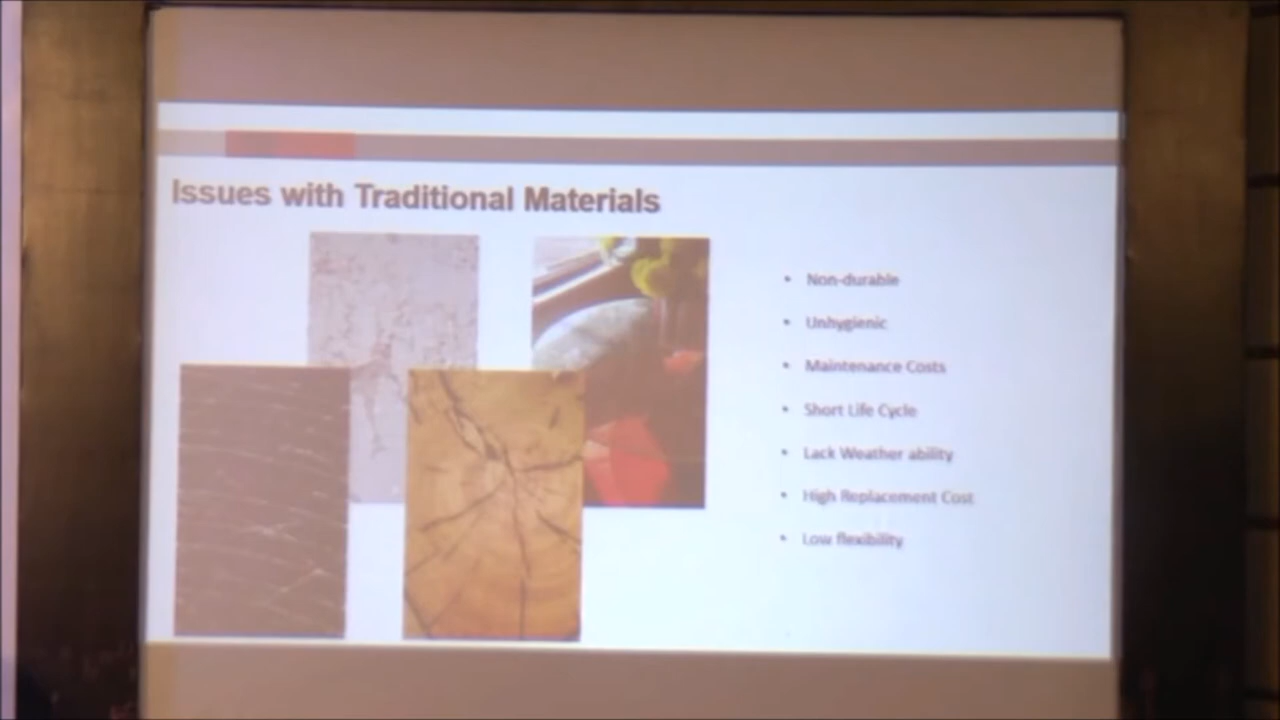 Issues with Traditional Materials
• Non-durable
• Unhygienic
• Maintenance Costs
• Short Life Cycle
• Lack Weather ability
• High Replacement Cost
• Low flexibility